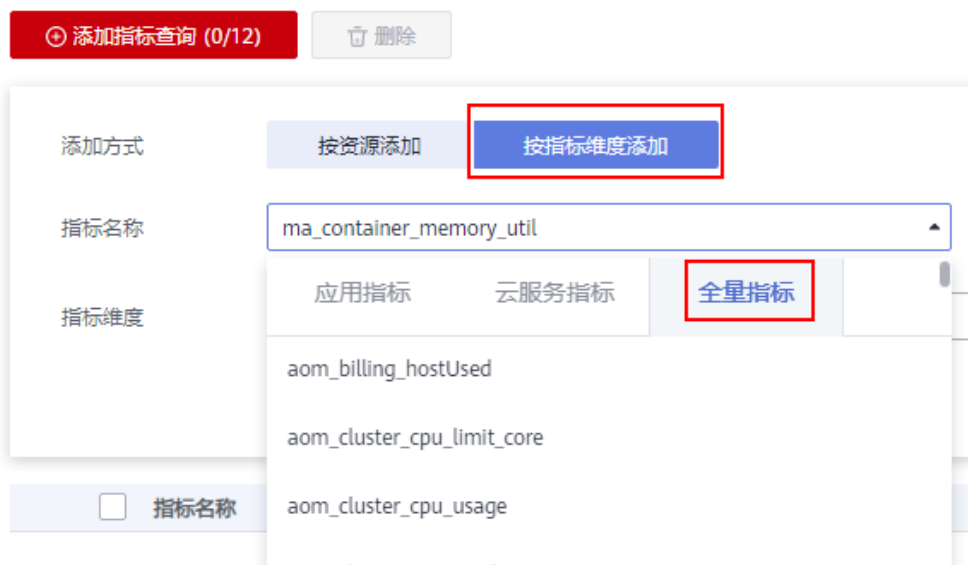 添加指标查询 (0/12) 删除
添加方式 按资源添加 按指标维度添加
指标名称 ma_container_memory_util
应用指标 云服务指标 全量指标
指标维度
aom_billing_hostUsed
aom_cluster_cpu_limit_core
aom_cluster_cpu_usage
指标名称